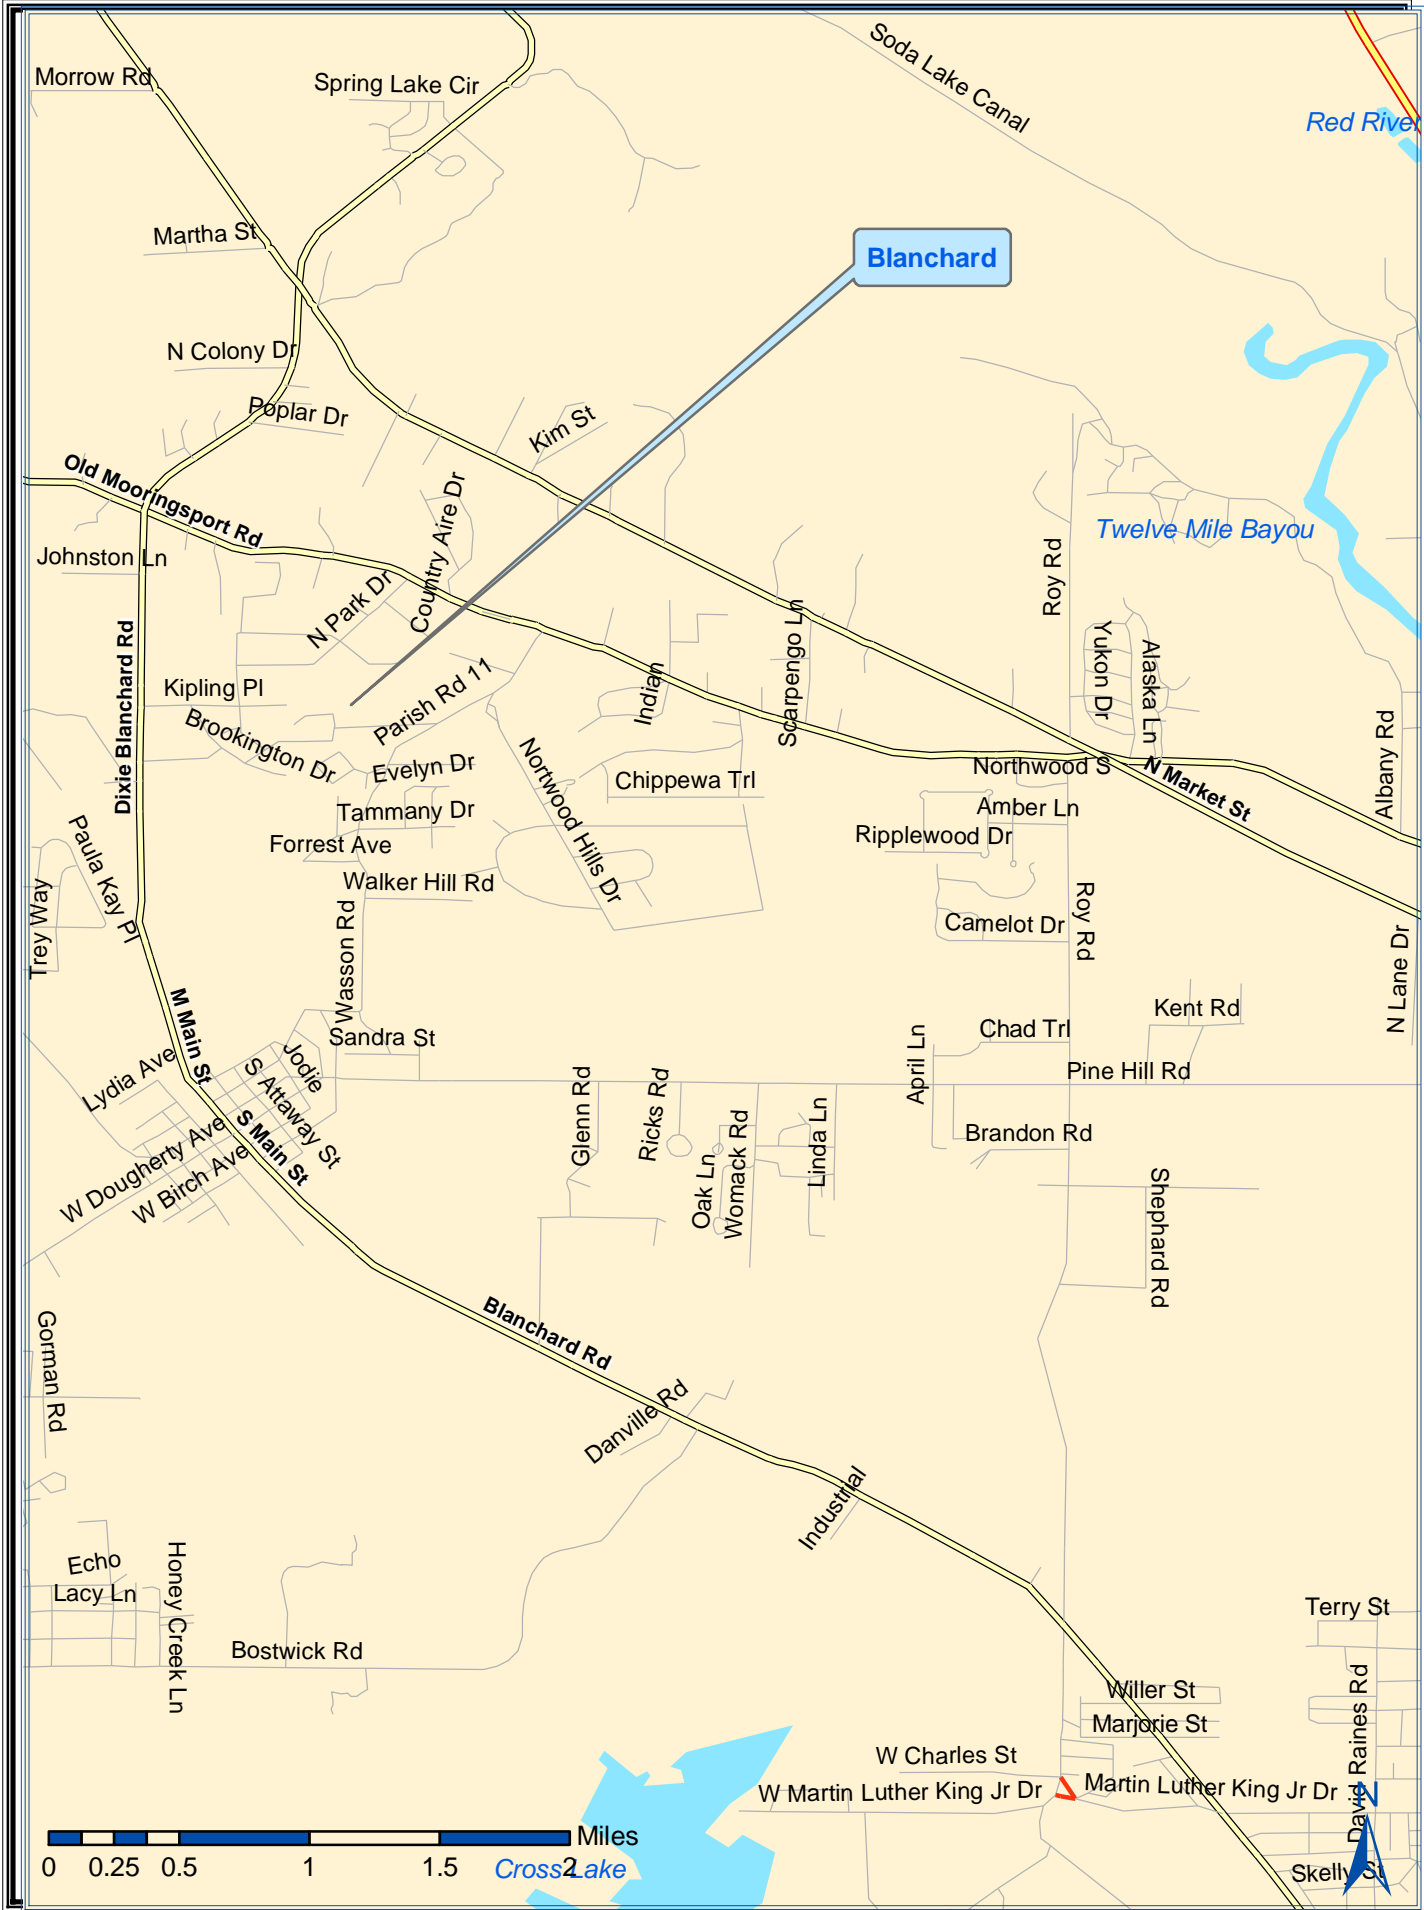 Soda Lake Canal
Morrow Rd
Spring Lake Cir
Red River
Martha St
Blanchard
N Colony Dr
Poplar Dr
Kim St
Old Mooringsport Rd
Country Aire Dr
Twelve Mile Bayou
Johnston Ln
N Park Dr
Roy Rd
Scarpengo Ln
Dixie Blanchard Rd
Yukon Dr
Alaska Ln
Kipling Pl
Parish Rd 11
Indian
Brookington Dr
Albany Rd
Evelyn Dr
Nortwood Hills Dr
Chippewa Trl
Northwood S
N Market St
Tammany Dr
Amber Ln
Forrest Ave
Ripplewood Dr
Paula Kay Pl
Walker Hill Rd
Trey Way
Roy Rd
Camelot Dr
Wasson Rd
N Lane Dr
M Main St
Kent Rd
Sandra St
Chad Trl
Lydia Ave
Jodie
April Ln
Pine Hill Rd
S Attaway St
Glenn Rd
Ricks Rd
S Main St
Womack Rd
Linda Ln
Brandon Rd
W Dougherty Ave
W Birch Ave
Oak Ln
Shephard Rd
Gorman Rd
Blanchard Rd
Danville Rd
Industrial
Echo
Lacy Ln
Honey Creek Ln
Terry St
Bostwick Rd
Willer St
David Raines Rd
Marjorie St
W Charles St
W Martin Luther King Jr Dr
Martin Luther King Jr Dr
N
Miles
0 0.25 0.5 1 1.5 2
Cross Lake
Skelly St